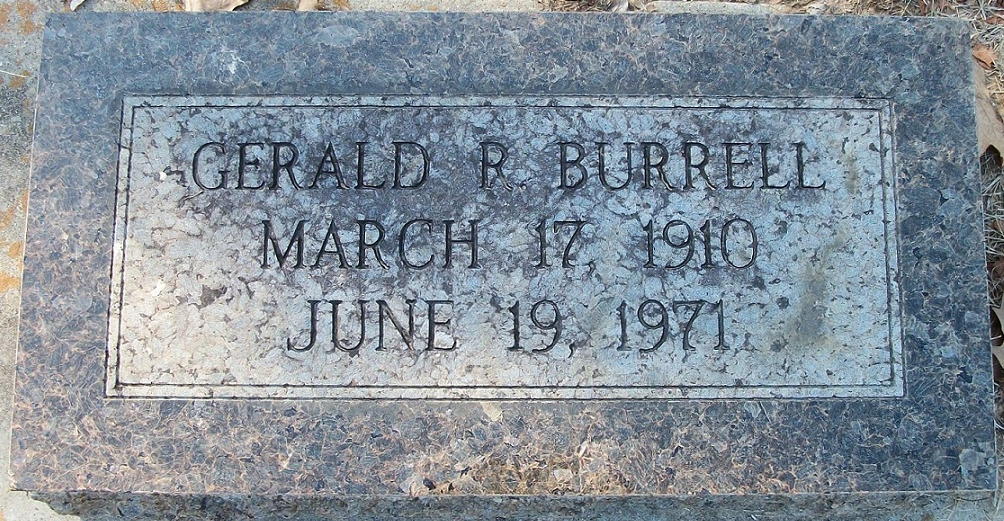 GERALD R. BURRELL
MARCH 17, 1910
JUNE 19, 1971